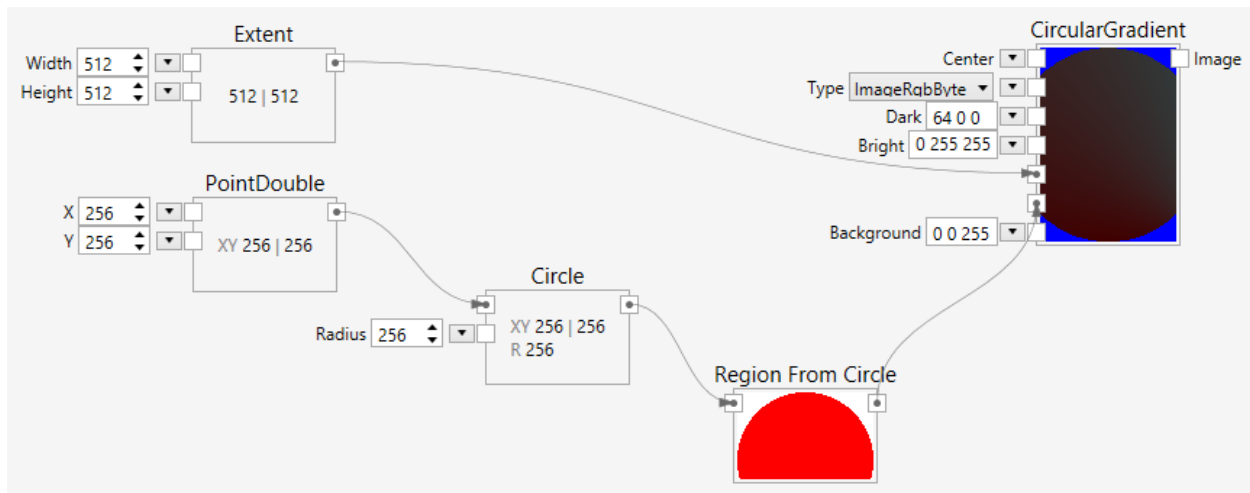 Extent
Width 512
Height 512
512 | 512
PointDouble
X 256
Y 256
XY 256 | 256
Circle
Radius 256
XY 256 | 256
R 256
Region From Circle
CircularGradient
Center
Image
Type ImageRgbByte
Dark 64 0 0
Bright 0 255 255
Background 0 0 255